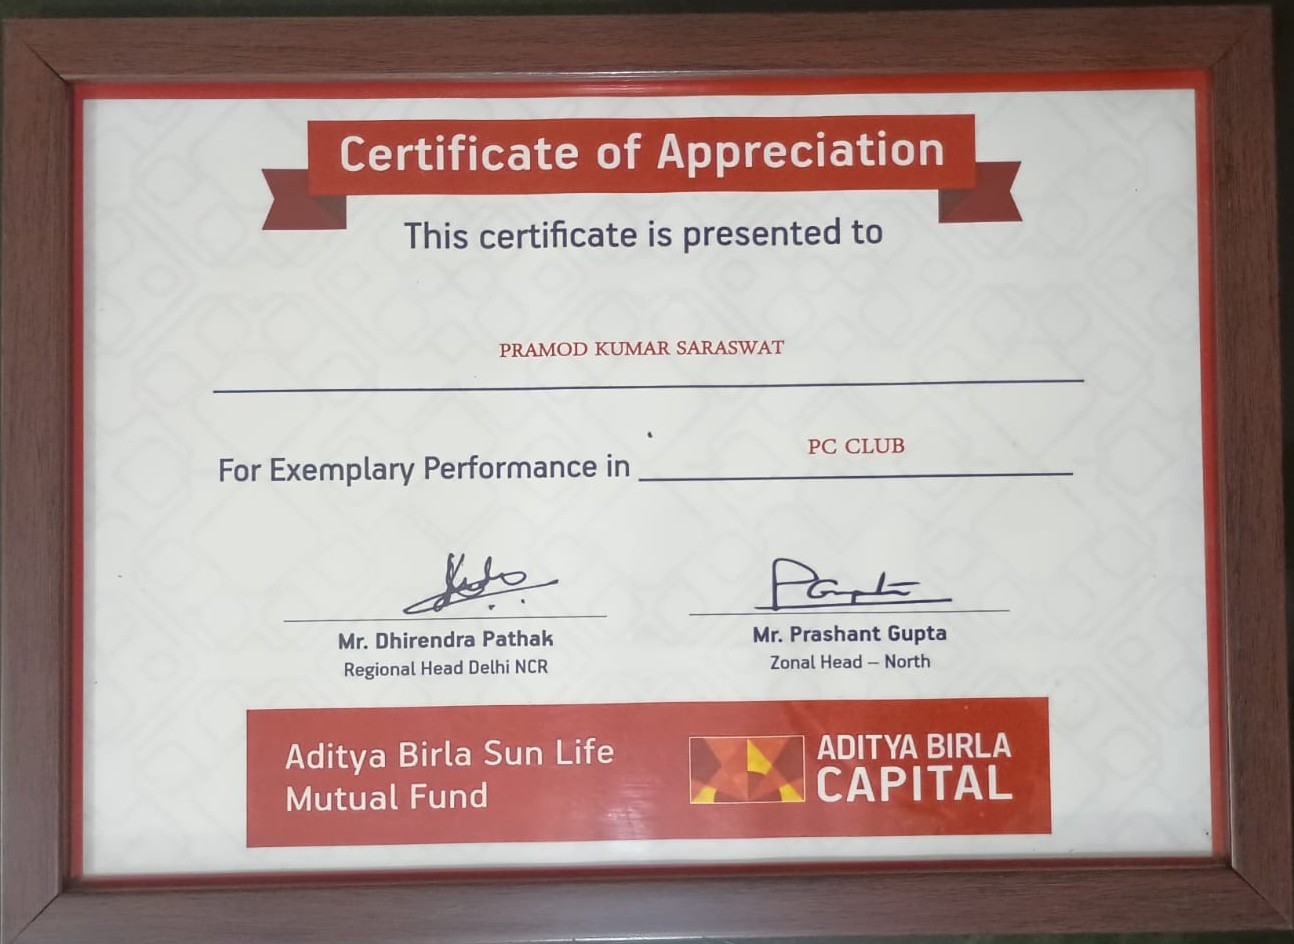 Certificate of Appreciation
This certificate is presented to
PRAMOD KUMAR SARASWAT
For Exemplary Performance in PC CLUB
Mr. Dhirendra Pathak
Regional Head Delhi NCR
Mr. Prashant Gupta
Zonal Head – North
Aditya Birla Sun Life
Mutual Fund
ADITYA BIRLA
CAPITAL